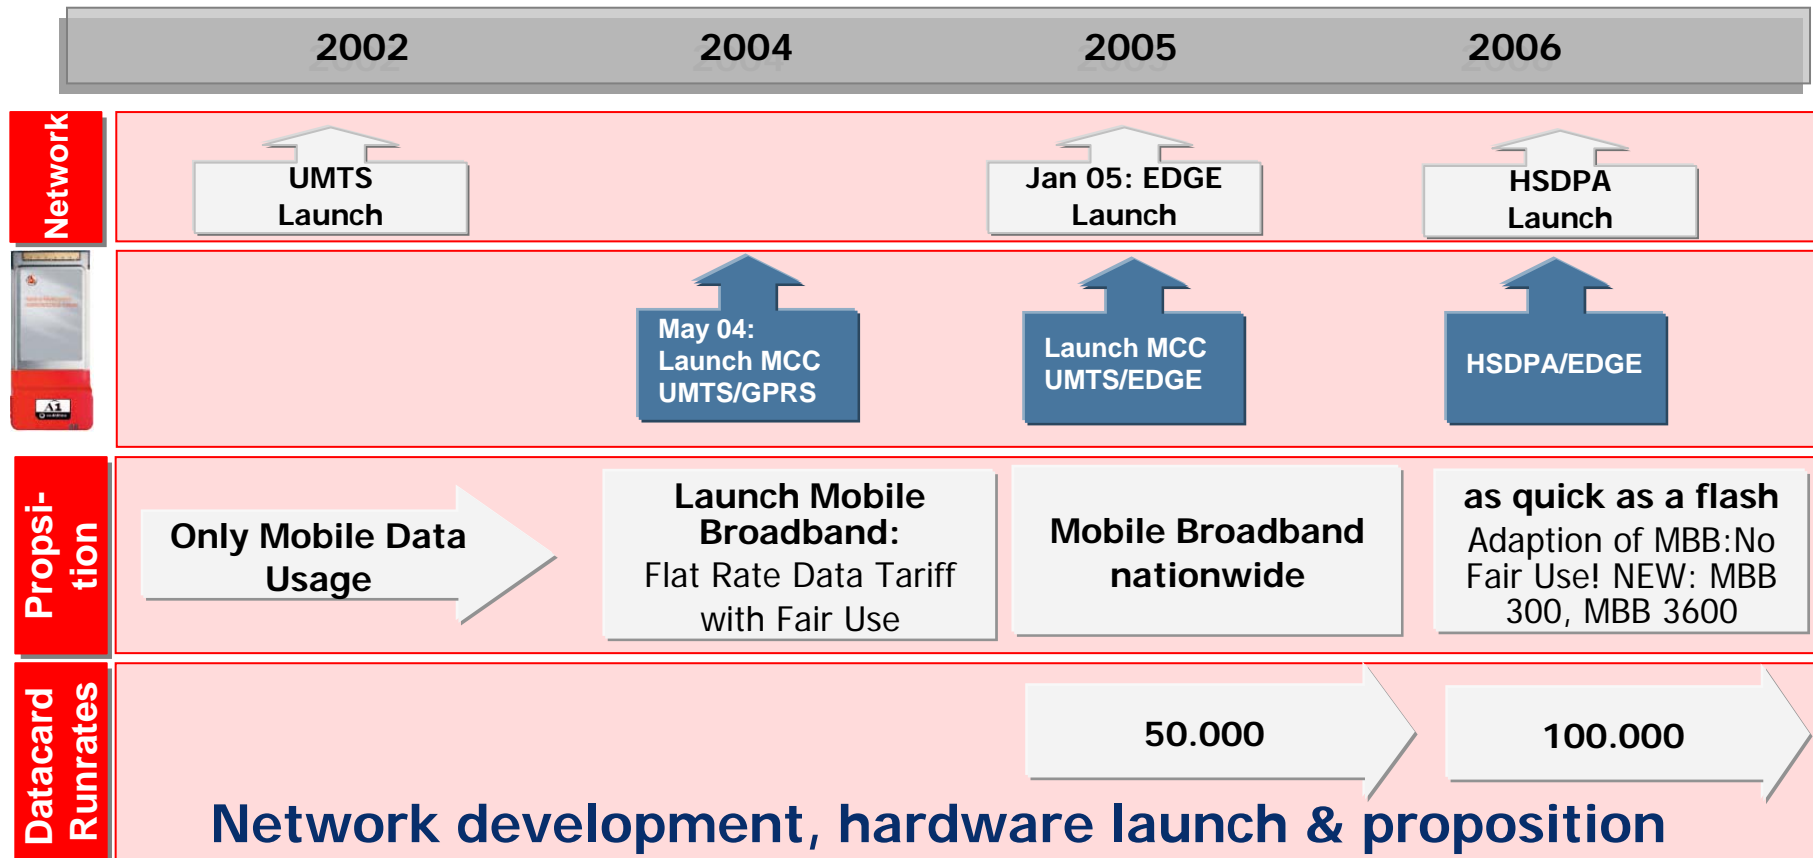 2002 2004 2005 2006
Network
UMTS
Launch
Jan 05: EDGE
Launch
HSDPA
Launch
A1
May 04:
Launch MCC
UMTS/GPRS
Launch MCC
UMTS/EDGE
HSDPA/EDGE
Propsi-
tion
Only Mobile Data
Usage
Launch Mobile
Broadband:
Flat Rate Data Tariff
with Fair Use
Mobile Broadband
nationwide
as quick as a flash
Adaption of MBB:No
Fair Use! NEW: MBB
300, MBB 3600
Datacard
Runrates
50.000
100.000
Network development, hardware launch & proposition